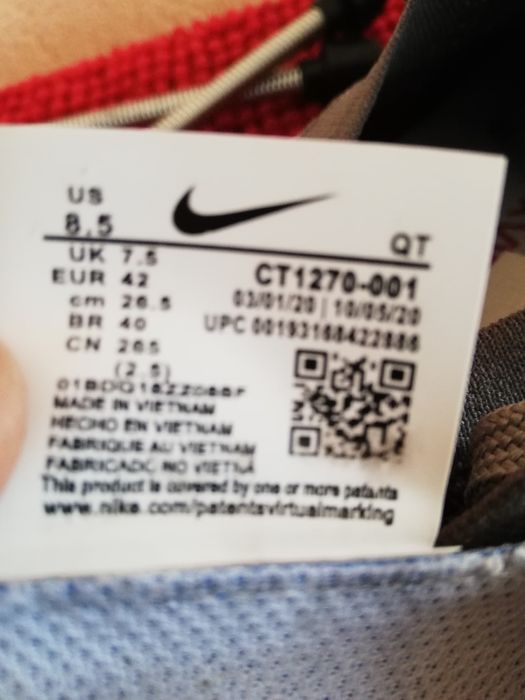 US
8.5
QT
UK 7.5
EUR 42
cm 26.5
BR 40
CN 265
(2.5)
CT1270-001
03/01/20 | 10/05/20
UPC 00193168422886
MADE IN VIETNAM
HECHO EN VIETNAM
FABRIQUE AU VIETNAM
FABRICADO NO VIETNA
This product is covered by one or more patents
www.nike.com/patentsvirtualmarking